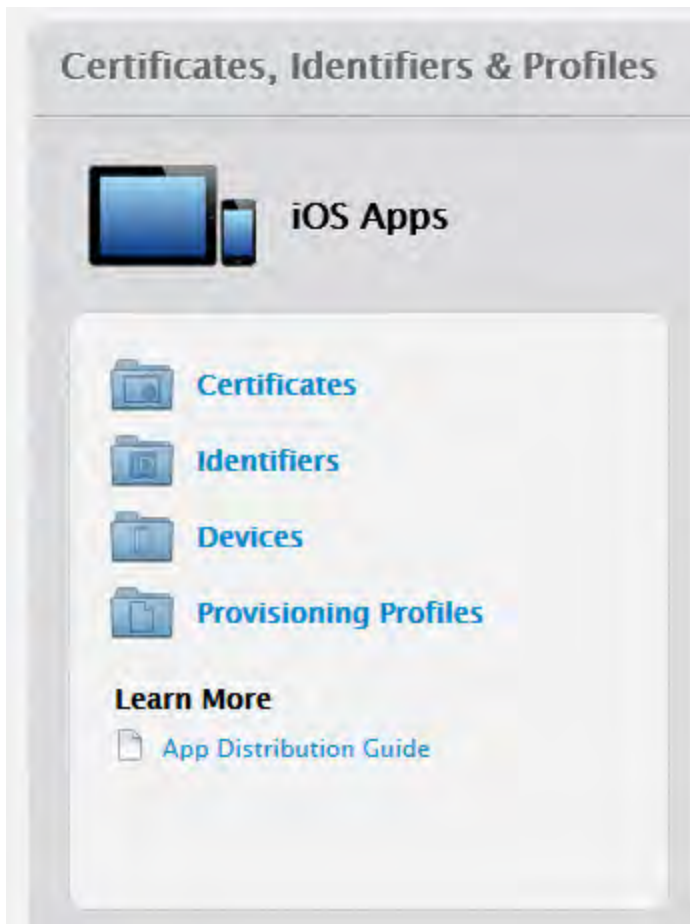 Certificates, Identifiers & Profiles
iOS Apps
Certificates
Identifiers
Devices
Provisioning Profiles
Learn More
App Distribution Guide